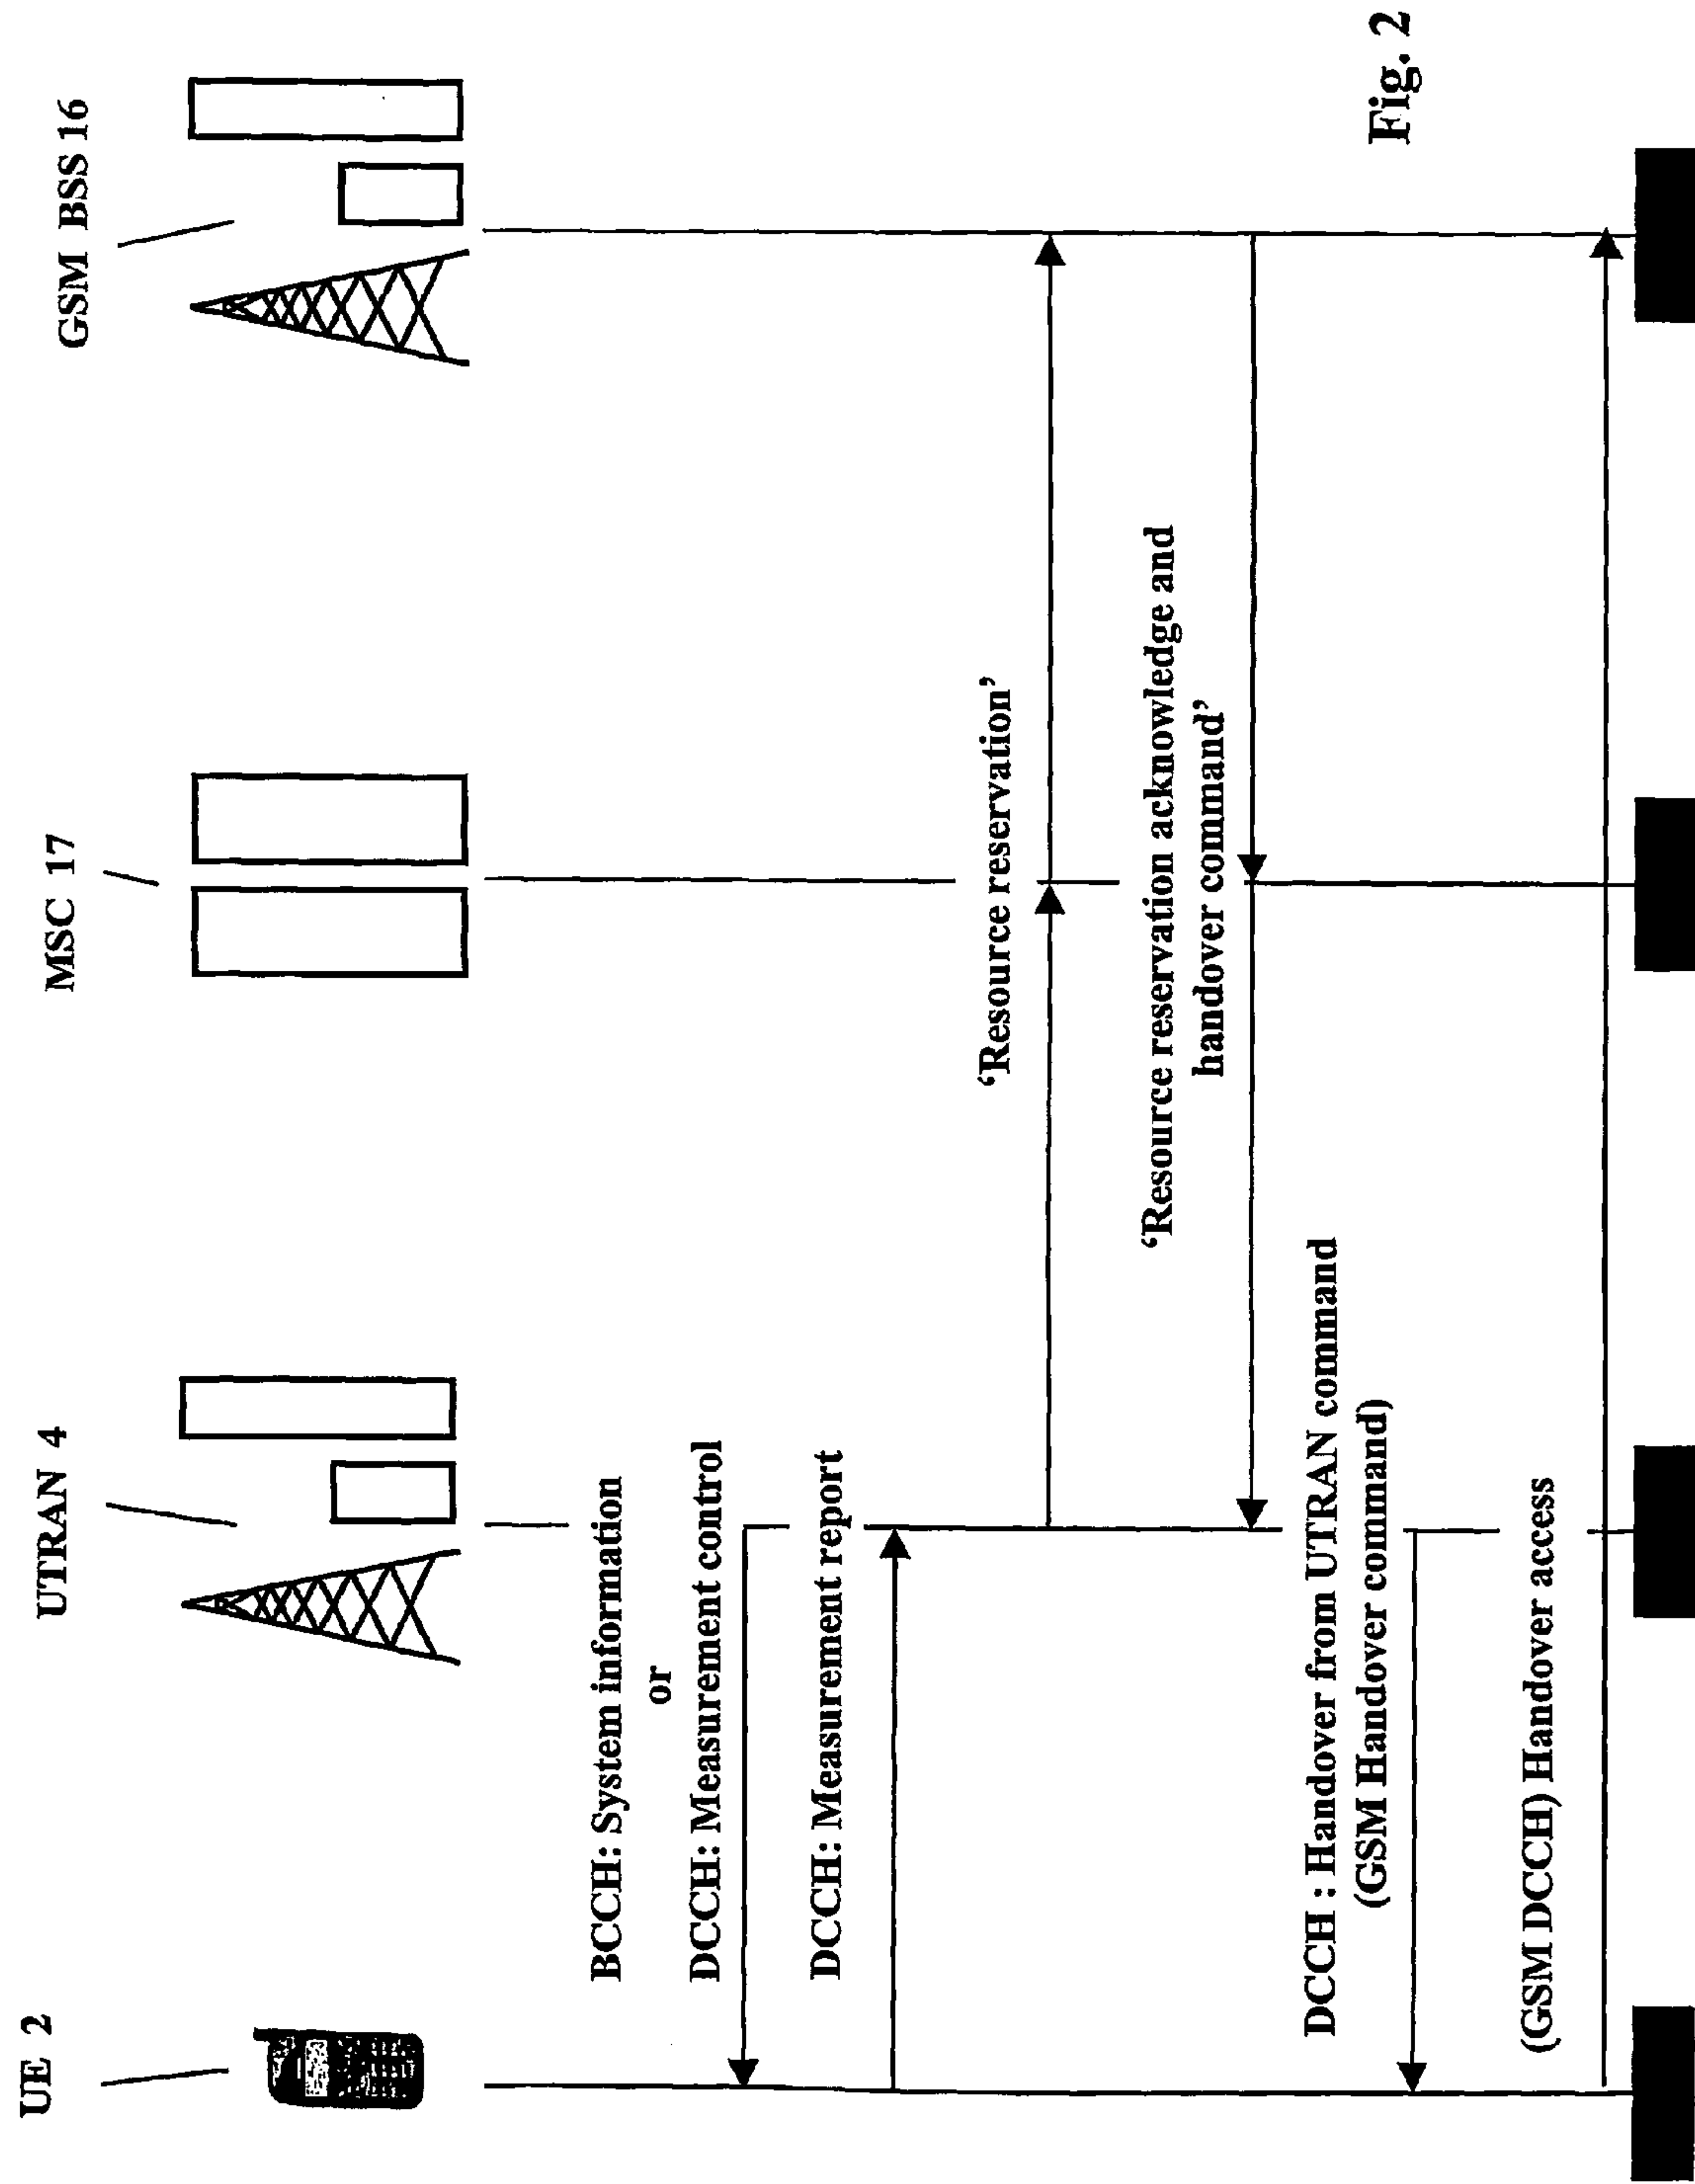 UE 2
UTRAN 4
MSC 17
GSM BSS 16
BCCH: System information
or
DCCH: Measurement control
DCCH: Measurement report
‘Resource reservation’
‘Resource reservation acknowledge and
handover command’
DCCH : Handover from UTRAN command
(GSM Handover command)
(GSM DCCH) Handover access
Fig. 2